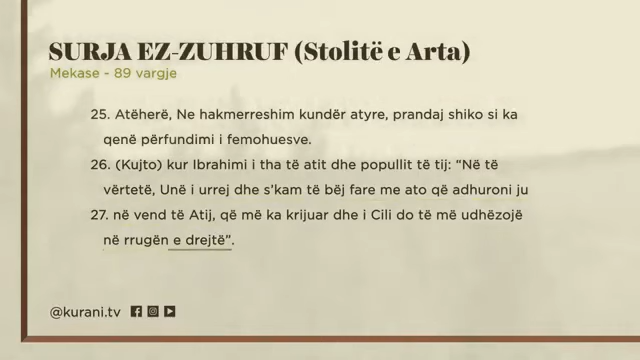 SURJA EZ-ZUHRUF (Stolitë e Arta)
Mekase - 89 vargje
25. Atëherë, Ne hakmerreshim kundër atyre, prandaj shiko si ka
qenë përfundimi i femohuesve.
26. (Kujto) kur Ibrahimi i tha të atit dhe popullit të tij: “Në të
vërtetë, Unë i urrej dhe s’kam të bëj fare me ato që adhuroni ju
27. në vend të Atij, që më ka krijuar dhe i Cili do të më udhëzojë
në rrugën e drejtë”.
@kurani.tv